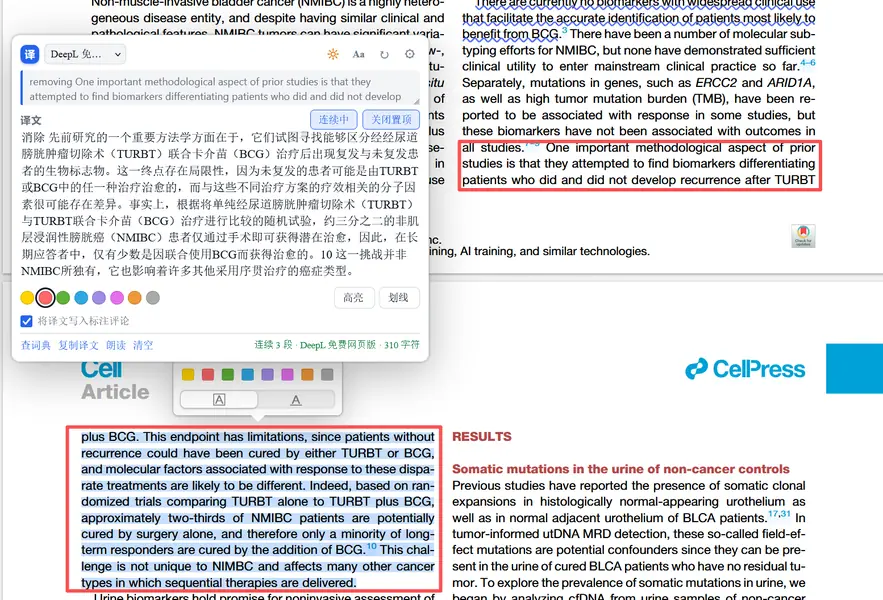 Non-muscle-invasive bladder cancer (NMIBC) is a highly hetero-
geneous disease entity, and despite having similar clinical and
译
DeepL 免…
Aa
removing One important methodological aspect of prior studies is that they
attempted to find biomarkers differentiating patients who did and did not develop
译文
连续中
关闭置顶
消除 先前研究的一个重要方法学方面在于，它们试图寻找能够区分经经尿道
膀胱肿瘤切除术（TURBT）联合卡介苗（BCG）治疗后出现复发与未复发患
者的生物标志物。这一终点存在局限性，因为未复发的患者可能是由TURBT
或BCG中的任一种治疗治愈的，而与这些不同治疗方案的疗效相关的分子因
素很可能存在差异。事实上，根据将单纯经尿道膀胱肿瘤切除术（TURBT）
与TURBT联合卡介苗（BCG）治疗进行比较的随机试验，约三分之二的非肌
层浸润性膀胱癌（NMIBC）患者仅通过手术即可获得潜在治愈，因此，在长
期应答者中，仅有少数是因联合使用BCG而获得治愈的。10 这一挑战并非
NMIBC所独有，它也影响着许多其他采用序贯治疗的癌症类型。
高亮
划线
将译文写入标注评论
查词典 复制译文 朗读 清空
连续 3 段 · DeepL 免费网页版 · 310 字符
w-,
tu-
situ
of
nts
lus
se-
in
use
There are currently no biomarkers with widespread clinical use
that facilitate the accurate identification of patients most likely to
benefit from BCG.3 There have been a number of molecular sub-
typing efforts for NMIBC, but none have demonstrated sufficient
clinical utility to enter mainstream clinical practice so far.4–6
Separately, mutations in genes, such as ERCC2 and ARID1A,
as well as high tumor mutation burden (TMB), have been re-
ported to be associated with response in some studies, but
these biomarkers have not been associated with outcomes in
all studies.7–9 One important methodological aspect of prior
studies is that they attempted to find biomarkers differentiating
patients who did and did not develop recurrence after TURBT
nc.
ining, AI training, and similar technologies.
Cell
Article
A
A
CellPress
plus BCG. This endpoint has limitations, since patients without
recurrence could have been cured by either TURBT or BCG,
and molecular factors associated with response to these dispa-
rate treatments are likely to be different. Indeed, based on ran-
domized trials comparing TURBT alone to TURBT plus BCG,
approximately two-thirds of NMIBC patients are potentially
cured by surgery alone, and therefore only a minority of long-
term responders are cured by the addition of BCG.10 This chal-
lenge is not unique to NIMBC and affects many other cancer
types in which sequential therapies are delivered.
Urine biomarkers hold promise for noninvasive assessment of
RESULTS
Somatic mutations in the urine of non-cancer controls
Previous studies have reported the presence of somatic clonal
expansions in histologically normal-appearing urothelium as
well as in normal adjacent urothelium of BLCA patients.17,31 In
tumor-informed utDNA MRD detection, these so-called field-ef-
fect mutations are potential confounders since they can be pre-
sent in the urine of cured BLCA patients who have no residual tu-
mor. To explore the prevalence of somatic mutations in urine, we
began by analyzing cfDNA from urine samples of non-cancer